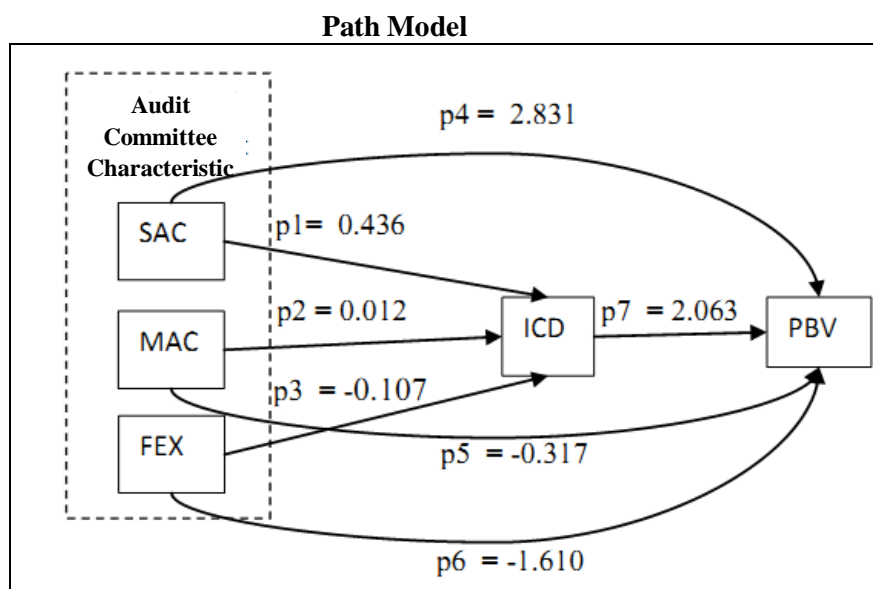 Path Model
Audit
Committee
Characteristic
p4 = 2.831
SAC
p1= 0.436
MAC
p2 = 0.012
ICD
p7 = 2.063
PBV
p3 = -0.107
FEX
p5 = -0.317
p6 = -1.610